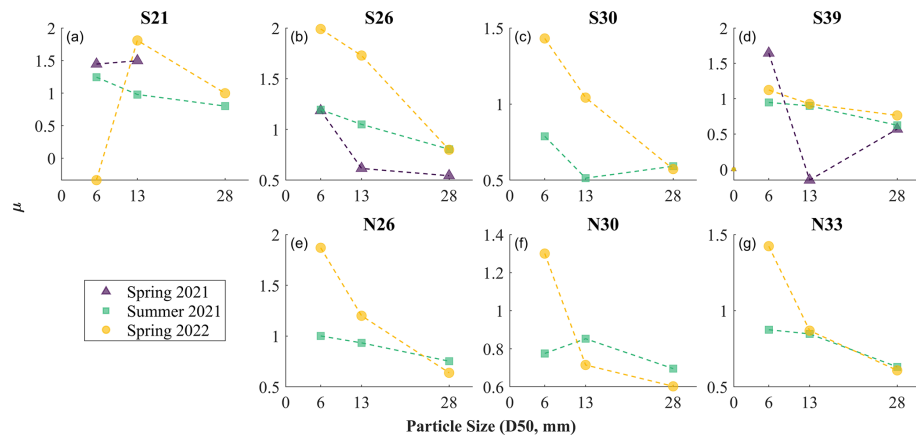 S21 S26 S30 S39
(a) (b) (c) (d)
2 2 1.5 2
1.5 1.5 1.5
1 1 1
0.5 1 0.5
0 0.5 0.5 0
0 6 13 28 0 6 13 28 0 6 13 28 0 6 13 28
μ
N26 N30 N33
(e) (f) (g)
2 1.4 1.5
1.5 1.2
1 1 1
0.8
0.5 0.6 0.5
0 6 13 28 0 6 13 28 0 6 13 28
Spring 2021
Summer 2021
Spring 2022
Particle Size (D50, mm)